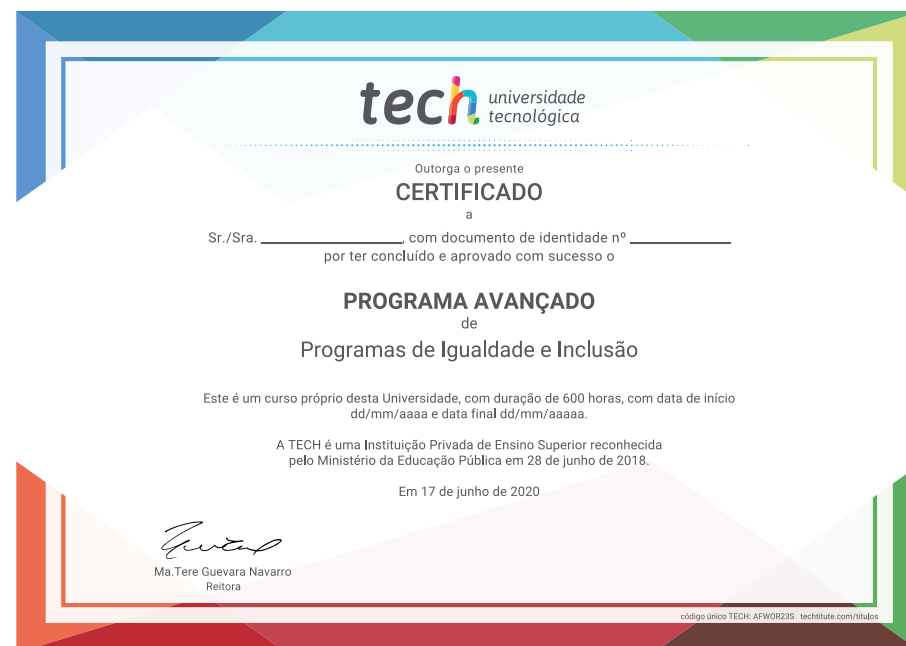 tech universidade
tecnológica
Outorga o presente
CERTIFICADO
a
Sr./Sra. ____________, com documento de identidade nº ____________
por ter concluído e aprovado com sucesso o
PROGRAMA AVANÇADO
de
Programas de Igualdade e Inclusão
Este é um curso próprio desta Universidade, com duração de 600 horas, com data de início
dd/mm/aaaa e data final dd/mm/aaaaa.
A TECH é uma Instituição Privada de Ensino Superior reconhecida
pelo Ministério da Educação Pública em 28 de junho de 2018.
Em 17 de junho de 2020
Ma.Tere Guevara Navarro
Reitora
código único TECH: AFWOR23S techtitute.com/titulos